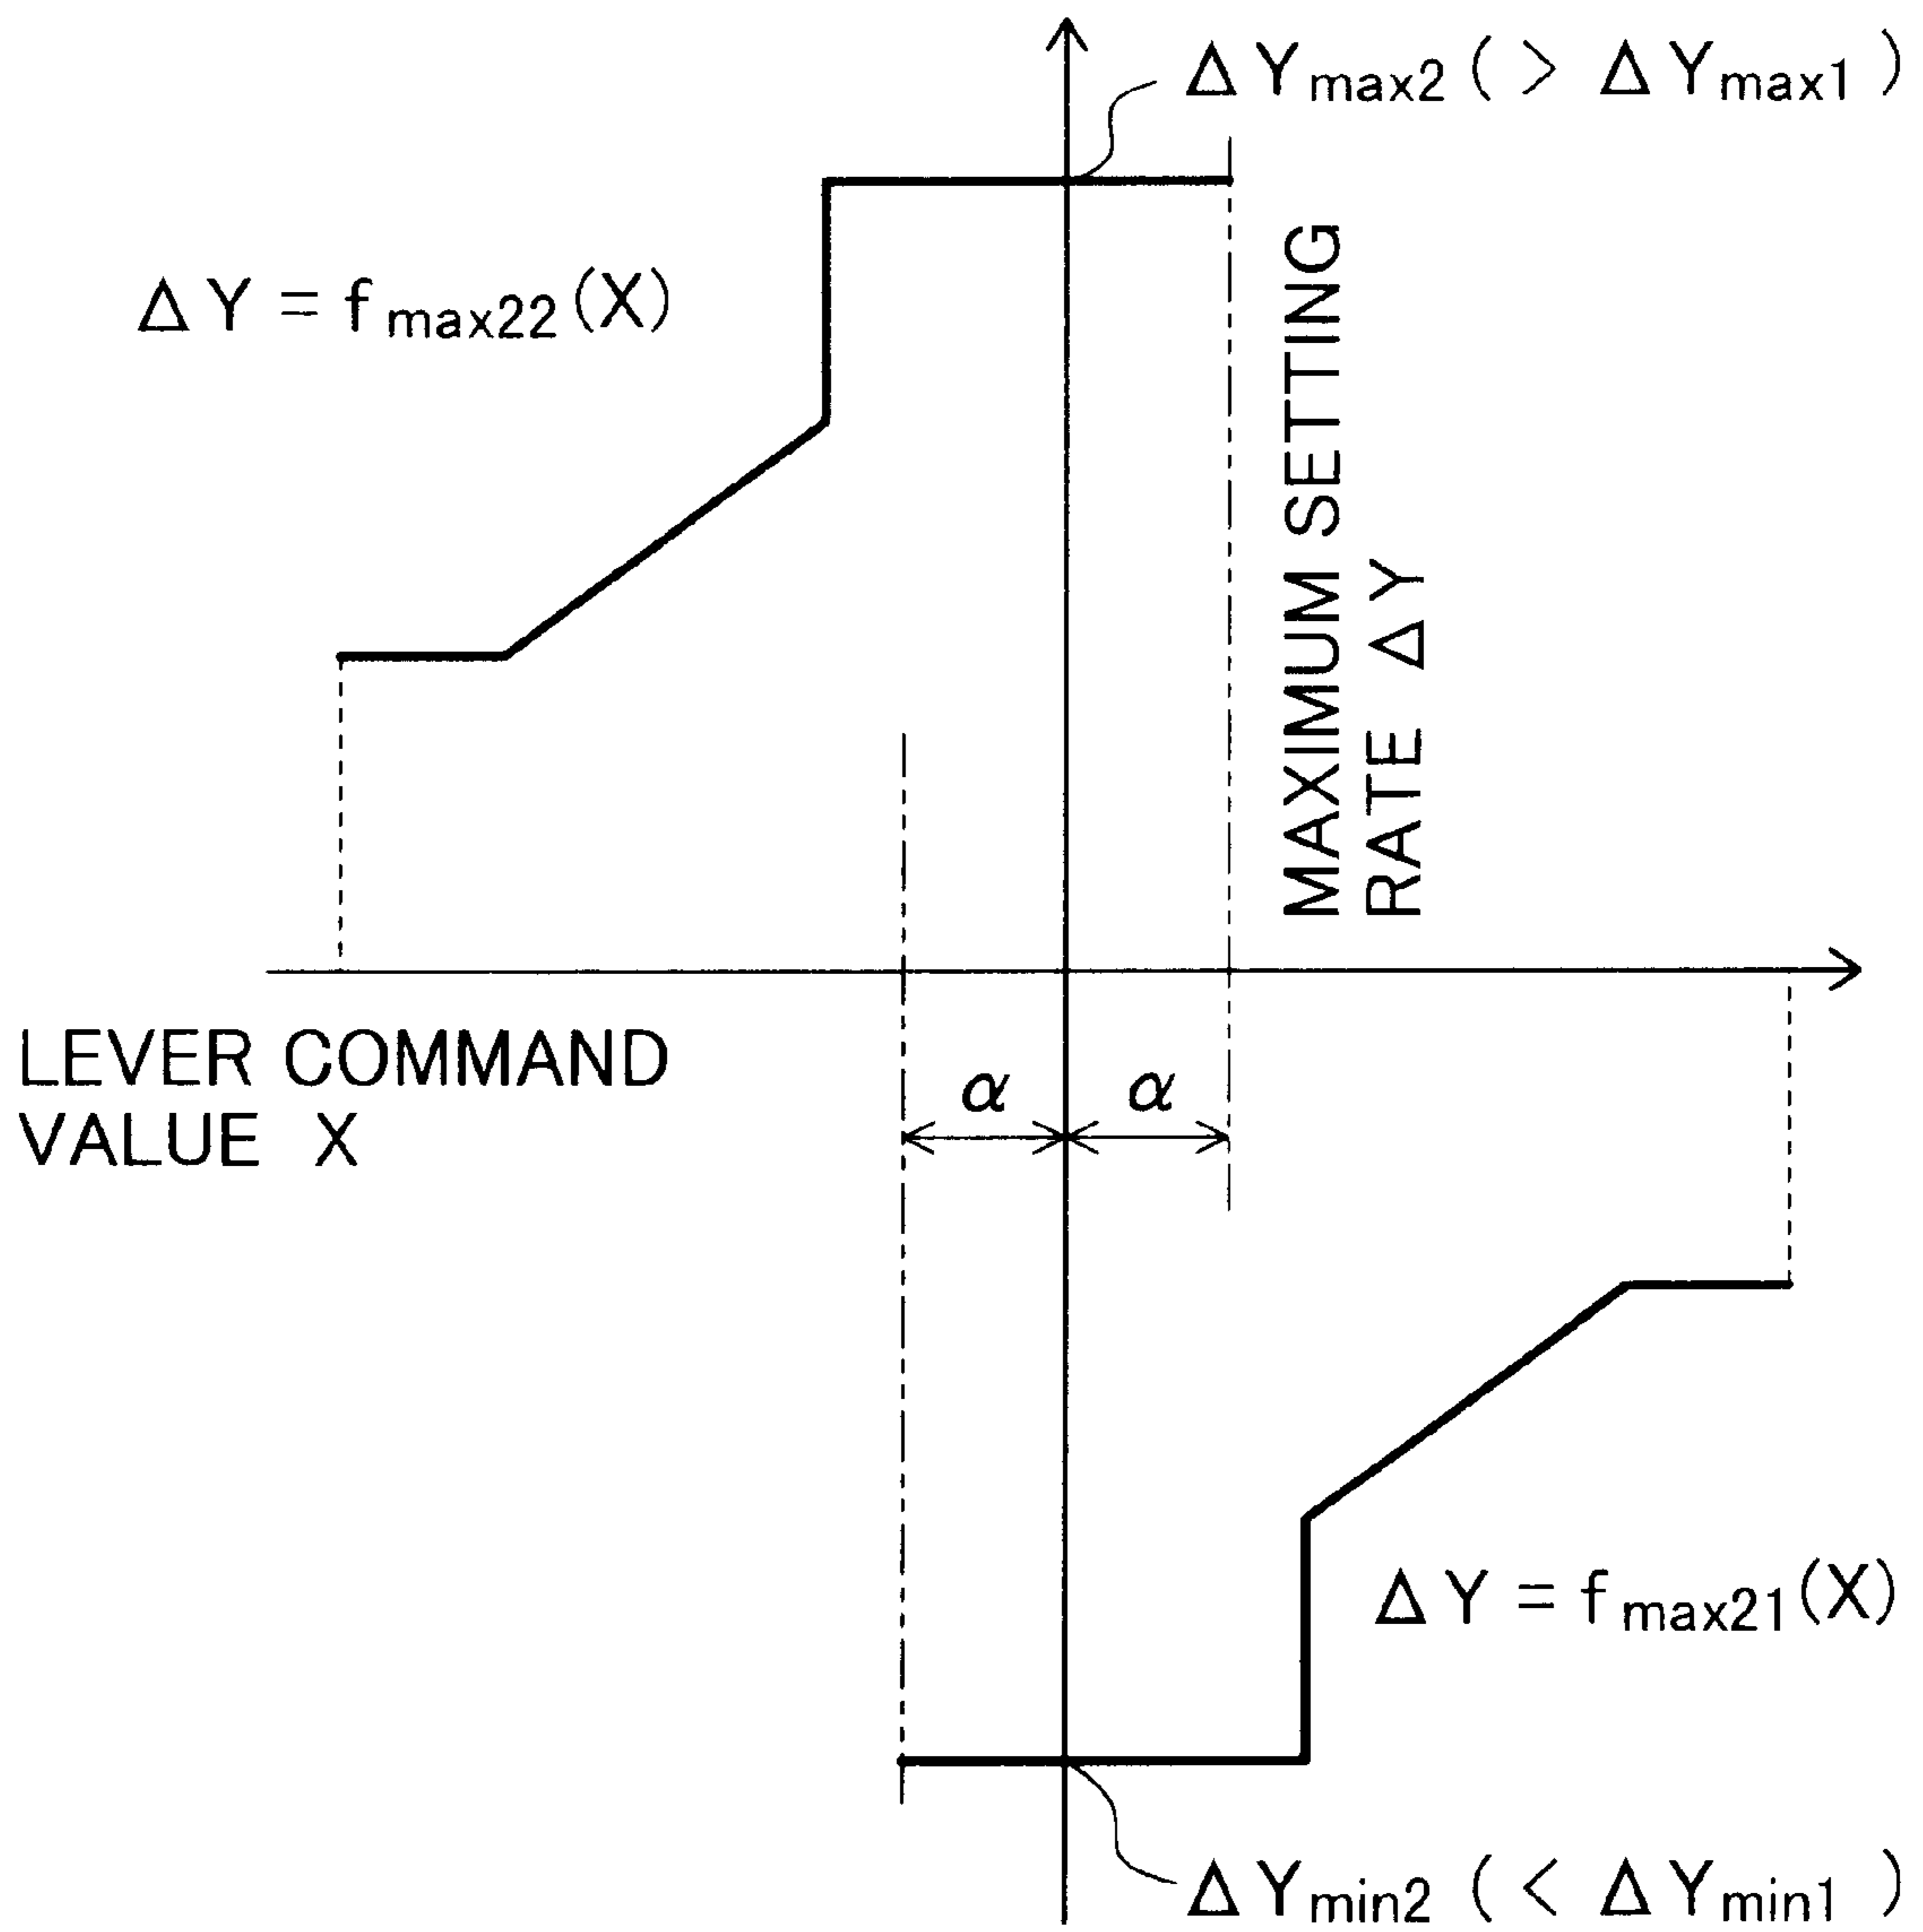 ΔYmax2 ( > ΔYmax1 )
ΔY = fmax22(X)
MAXIMUM SETTING
RATE ΔY
LEVER COMMAND
VALUE X
α α
ΔY = fmax21(X)
ΔYmin2 ( < ΔYmin1 )